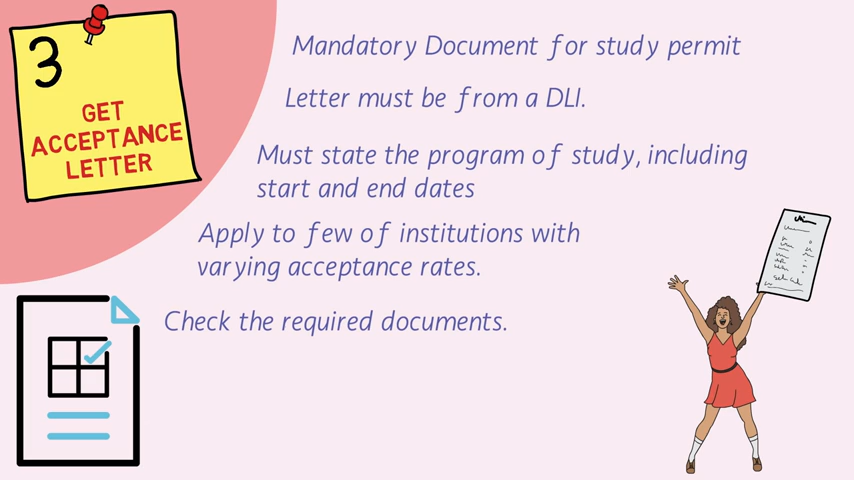 3
GET
ACCEPTANCE
LETTER
Mandatory Document for study permit
Letter must be from a DLI.
Must state the program of study, including
start and end dates
Apply to few of institutions with
varying acceptance rates.
Check the required documents.